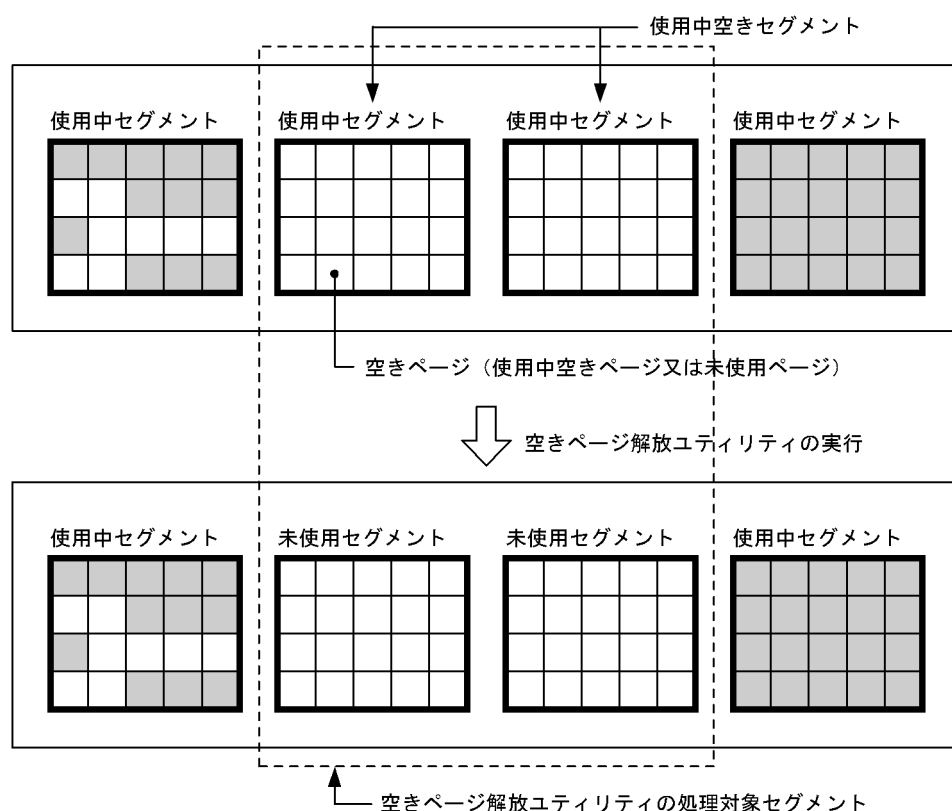 使用中空きセグメント
使用中セグメント
使用中セグメント
使用中セグメント
使用中セグメント
空きページ（使用中空きページ又は未使用ページ）
空きページ解放ユティリティの実行
使用中セグメント
未使用セグメント
未使用セグメント
使用中セグメント
空きページ解放ユティリティの処理対象セグメント